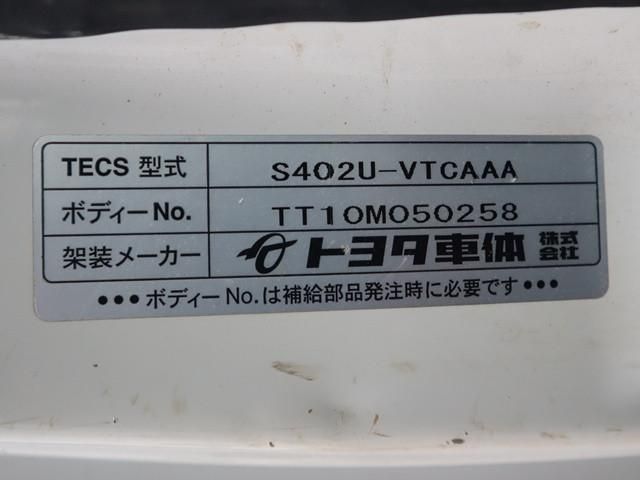 TECS 型式 S402U-VTCAAA
ボディーNo. TT10M050258
架装メーカー トヨタ車体 株式会社
●●●ボディーNo.は補給部品発注時に必要です●●●